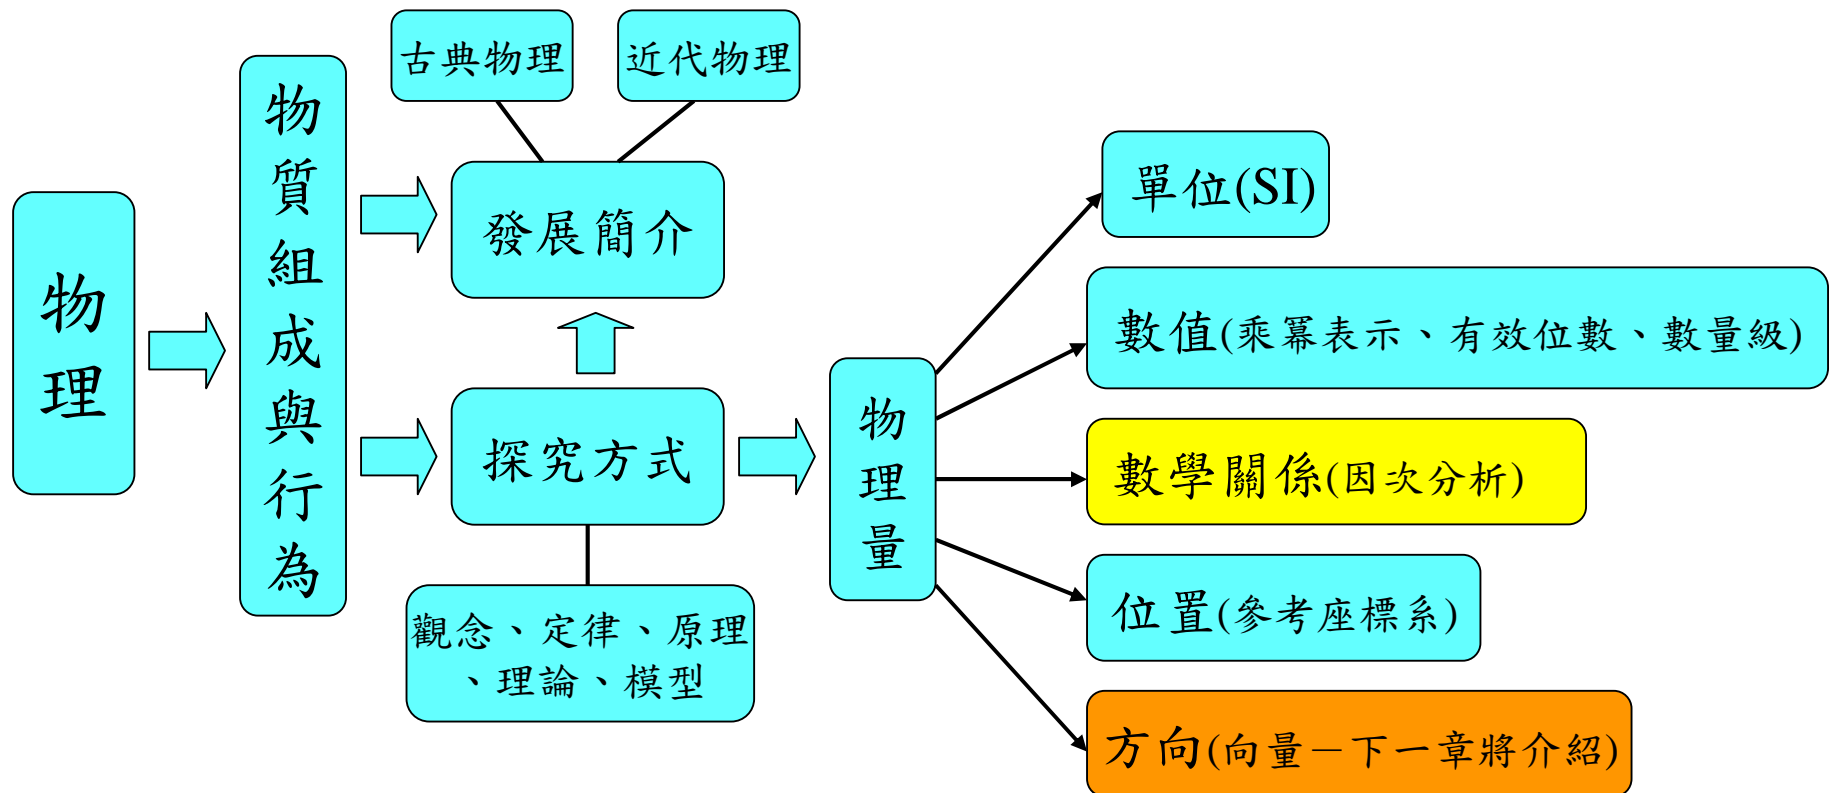 物理
物質組成與行為
古典物理
近代物理
發展簡介
探究方式
觀念、定律、原理
、理論、模型
物理量
單位(SI)
數值(乘冪表示、有效位數、數量級)
數學關係(因次分析)
位置(參考座標系)
方向(向量－下一章將介紹)